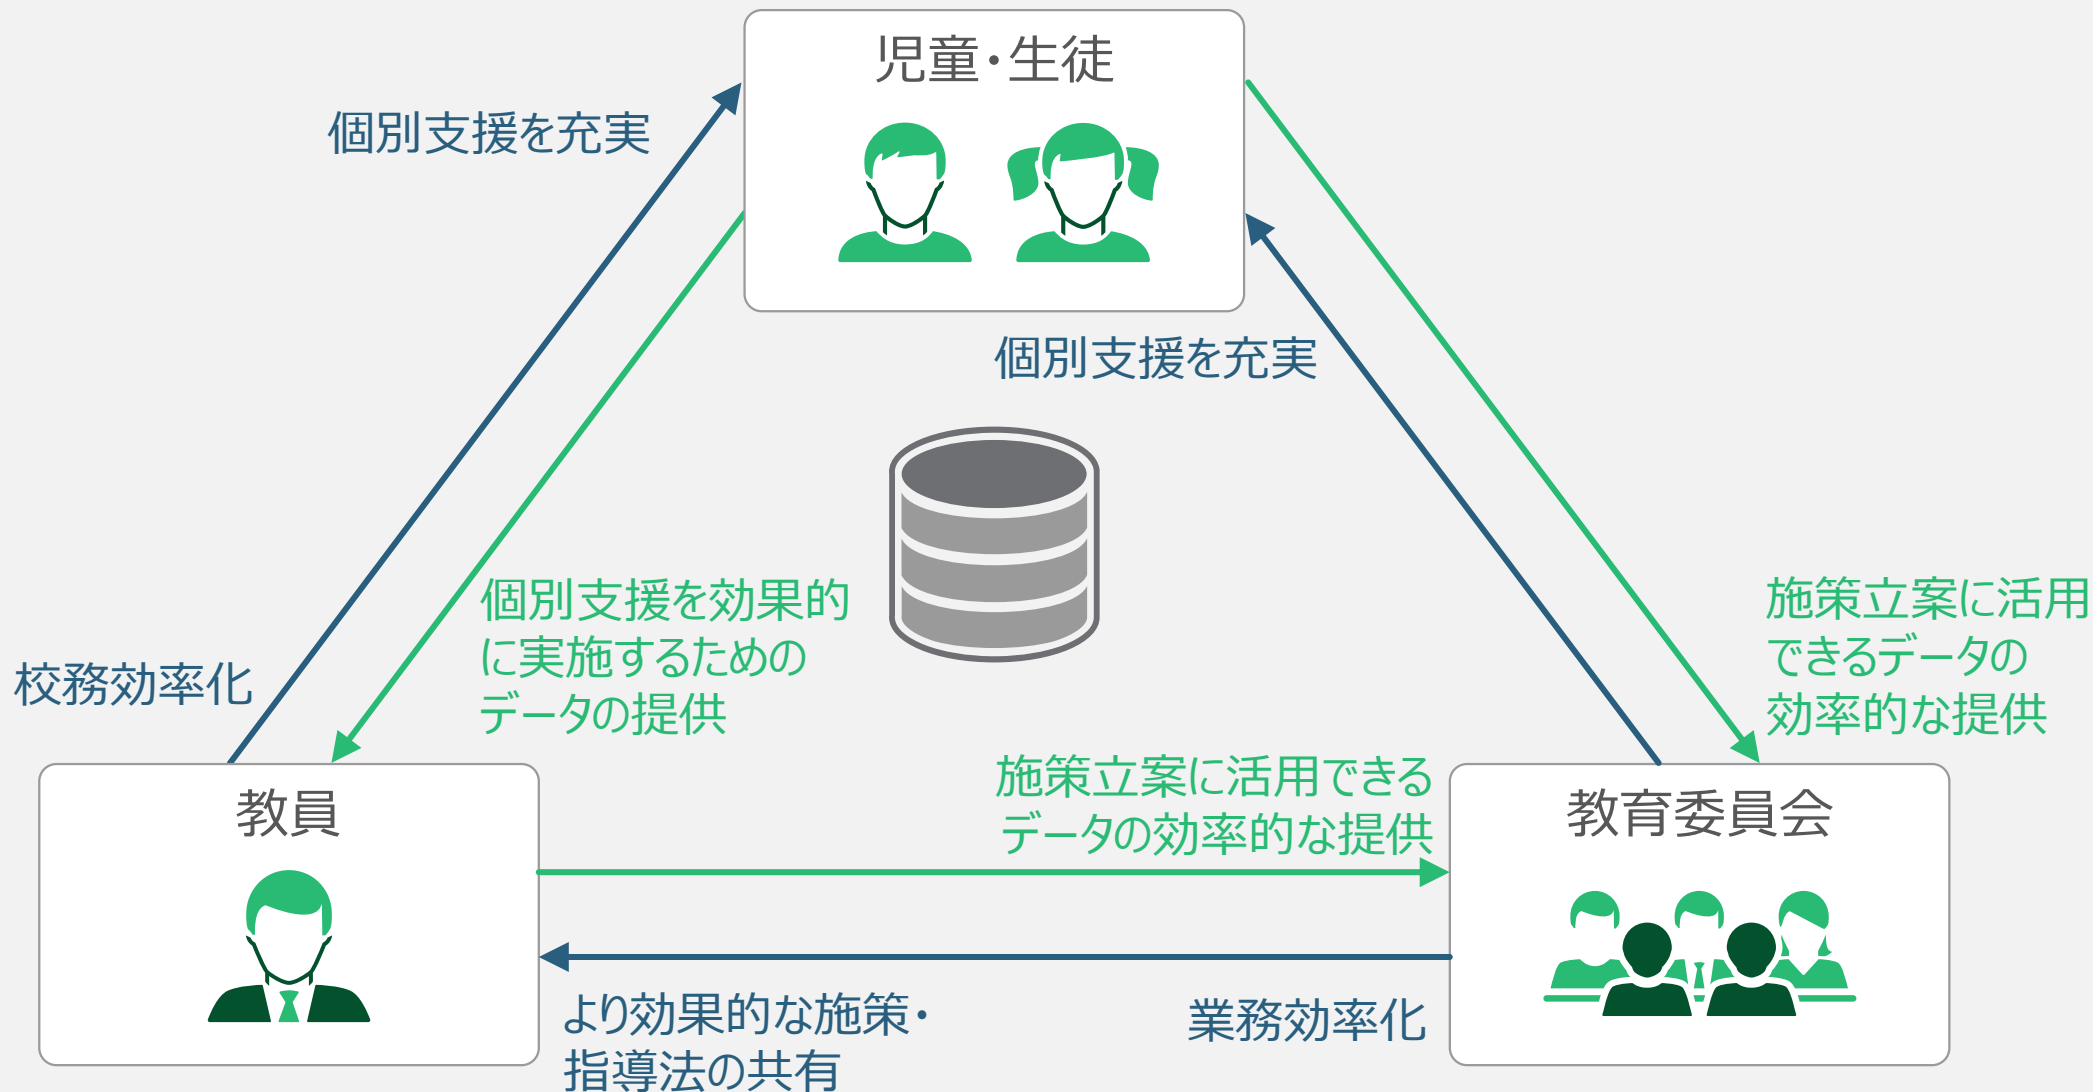 児童・生徒
個別支援を充実
個別支援を充実
個別支援を効果的
に実施するための
データの提供
施策立案に活用
できるデータの
効率的な提供
校務効率化
施策立案に活用できる
データの効率的な提供
教員
教育委員会
より効果的な施策・
指導法の共有
業務効率化